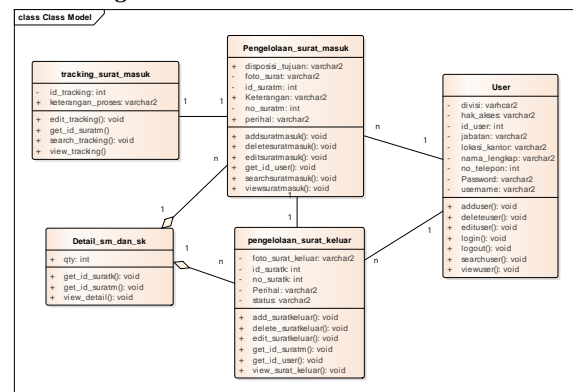 class Class Model
Pengelolaan_surat_masuk
+ disposisi_tujuan: varchar2
- foto_surat: varchar2
- id_suratm: int
+ Keterangan: varchar2
- no_suratm: int
+ perihal: varchar2
+ addsuratmasuk(): void
+ deletesuratmasuk(): void
+ editsuratmasuk(): void
+ get_id_user(): void
+ searchsuratmasuk(): void
+ viewsuratmasuk(): void
tracking_surat_masuk
- id_tracking: int
+ keterangan_proses: varchar2
+ edit_tracking(): void
+ get_id_suratm()
+ search_tracking(): void
+ view_tracking()
1
1
User
- divisi: varhcar2
- hak_akses: varchar2
- id_user: int
- jabatan: varchar2
- lokasi_kantor: varchar2
- nama_lengkap: varchar2
- no_telepon: int
- Password: varchar2
- username: varchar2
+ adduser(): void
+ deleteuser(): void
+ edituser(): void
+ login(): void
+ logout(): void
+ searchuser(): void
+ viewuser(): void
n
1
n
1
1
1
Detail_sm_dan_sk
+ qty: int
+ get_id_suratk(): void
+ get_id_suratm(): void
+ view_detail(): void
1
n
pengelolaan_surat_keluar
- foto_surat_keluar: varchar2
- id_suratk: int
- no_suratk: int
- Perihal: varchar2
- status: varchar2
+ add_suratkeluar(): void
+ delete_suratkeluar(): void
+ edit_suratkeluar(): void
+ get_id_suratm(): void
+ get_id_user(): void
+ view_surat_keluar(): void
n
1